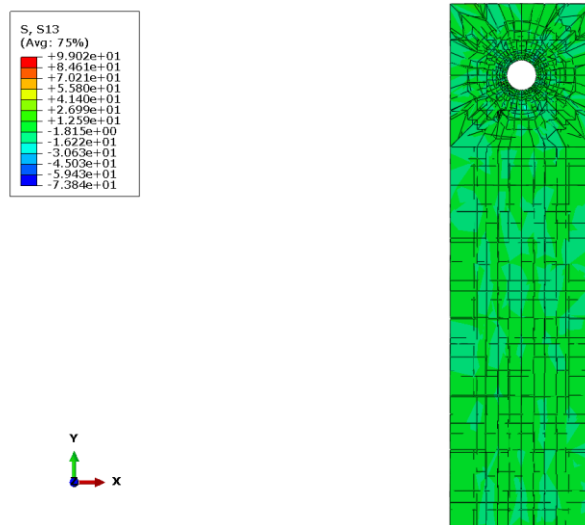 S, S13
(Avg: 75%)
+9.902e+01
+8.461e+01
+7.021e+01
+5.580e+01
+4.140e+01
+2.699e+01
+1.259e+01
-1.815e+00
-1.622e+01
-3.063e+01
-4.503e+01
-5.943e+01
-7.384e+01
Y
X